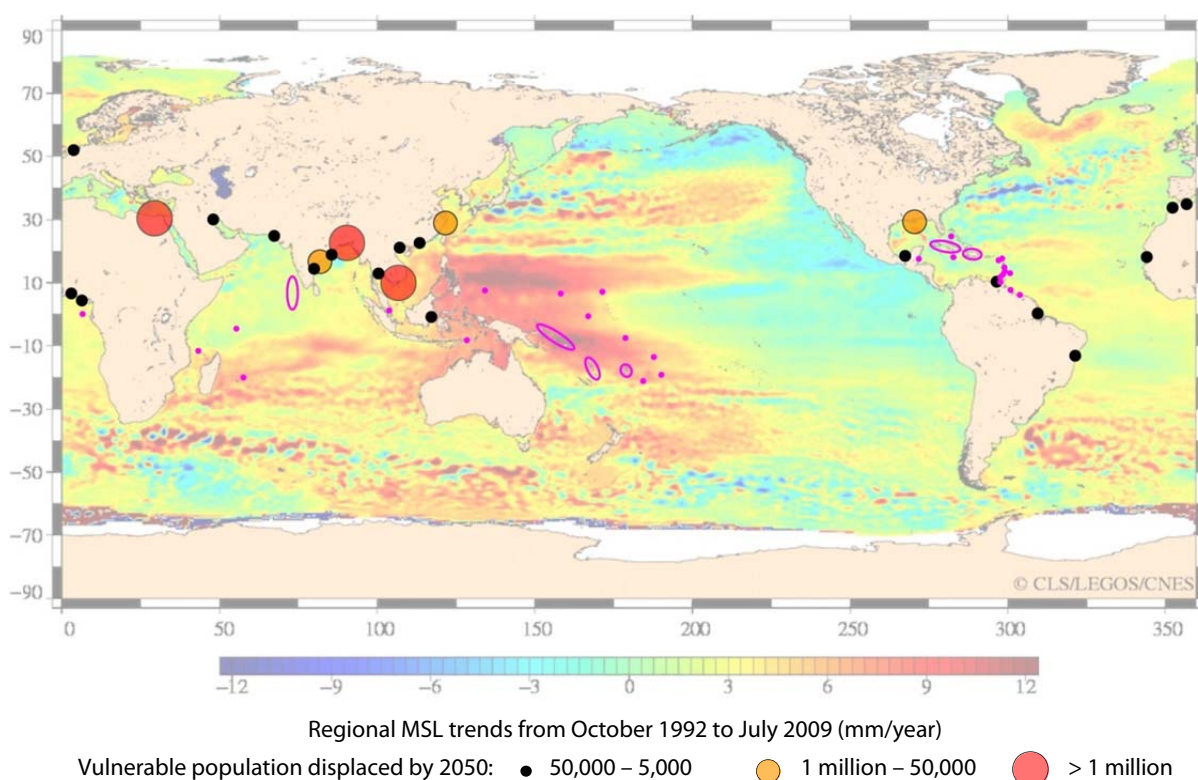 90
70
50
30
10
−10
−30
−50
−70
−90
© CLS/LEGOS/CNES
0 50 100 150 200 250 300 350
−12 −9 −6 −3 0 3 6 9 12
Regional MSL trends from October 1992 to July 2009 (mm/year)
Vulnerable population displaced by 2050: 50,000 – 5,000 1 million – 50,000 > 1 million